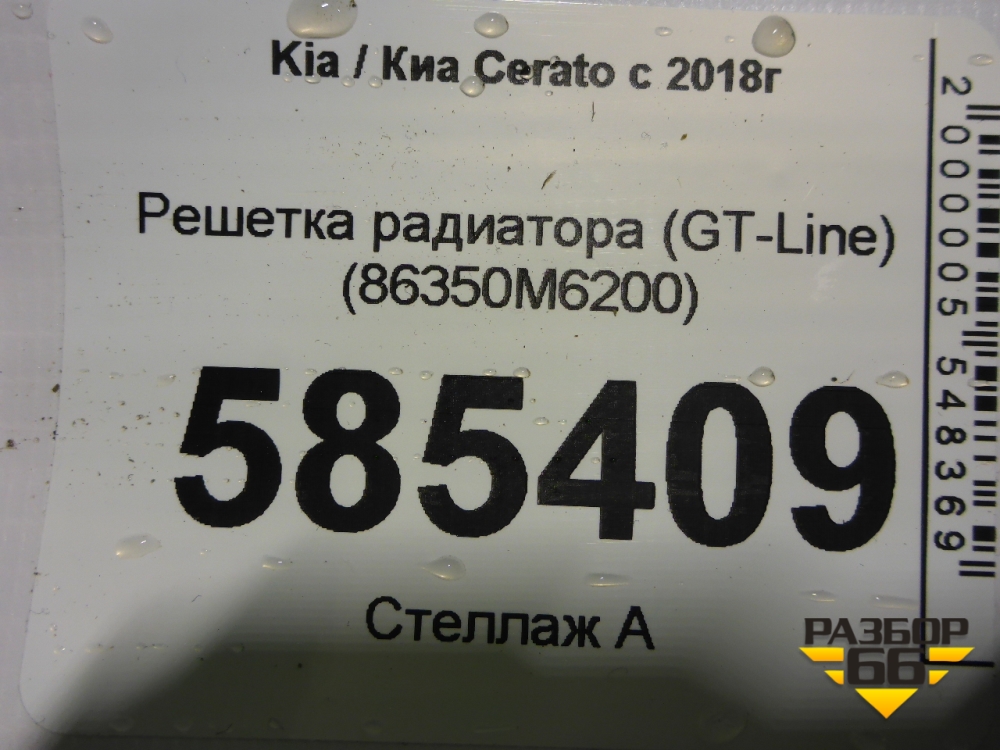 Kia / Киа Cerato с 2018г
Решетка радиатора (GT-Line)
(86350M6200)
585409
Стеллаж А
2000005548369
РАЗБОР
66